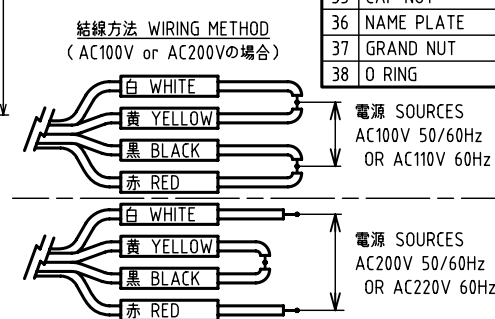 結線方法 WIRING METHOD
(AC100V or AC200Vの場合)
36 NAME PLATE
37 GRAND NUT
38 O RING
白 WHITE
黄 YELLOW
黒 BLACK
赤 RED
電源 SOURCES
AC100V 50/60Hz
OR AC110V 60Hz
白 WHITE
黄 YELLOW
黒 BLACK
赤 RED
電源 SOURCES
AC200V 50/60Hz
OR AC220V 60Hz